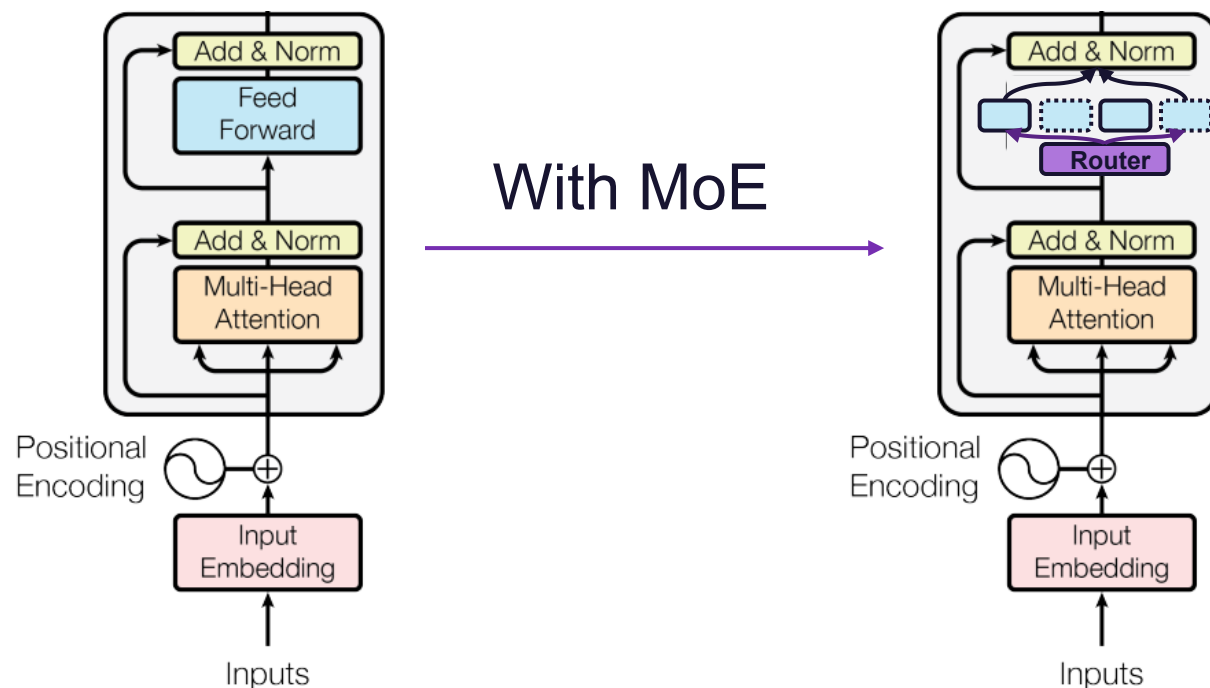 Add & Norm
Feed
Forward
Add & Norm
Multi-Head
Attention
Positional
Encoding
Input
Embedding
Inputs
With MoE
Add & Norm
Router
Add & Norm
Multi-Head
Attention
Positional
Encoding
Input
Embedding
Inputs